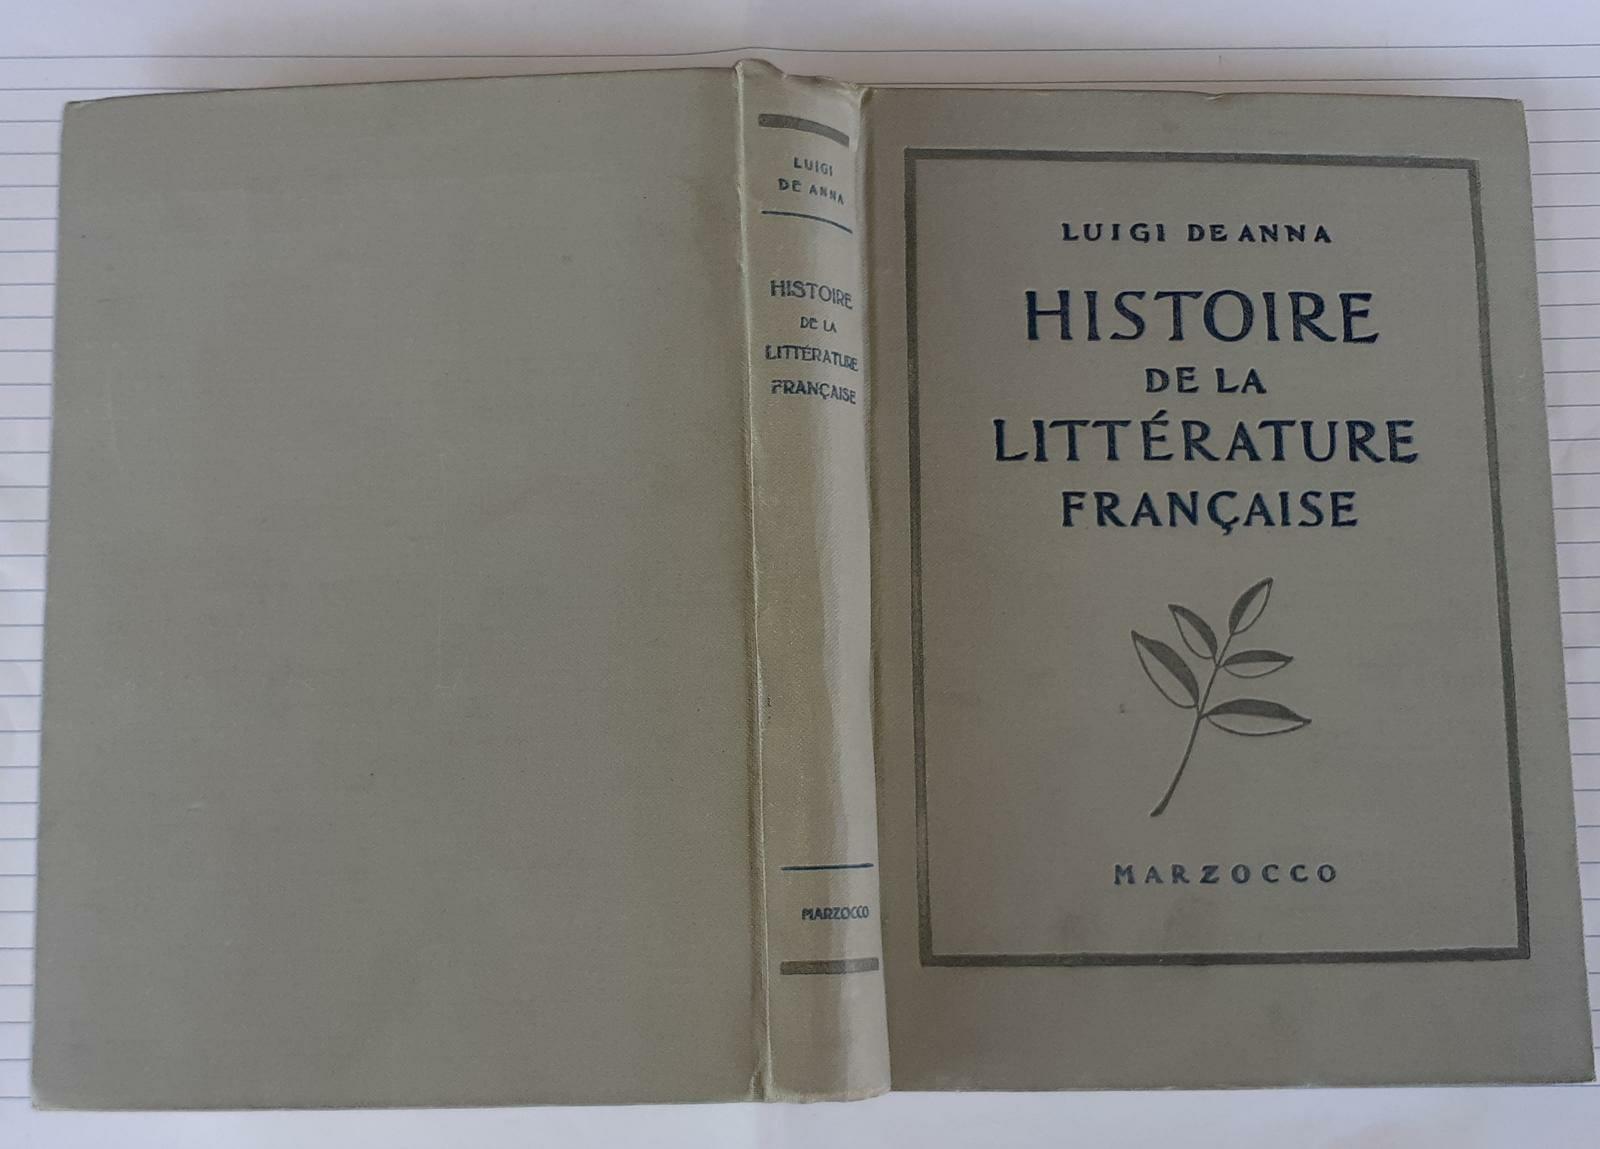 LUIGI
DE ANNA
HISTOIRE
DE LA
LITTÉRATURE
FRANÇAISE
MARZOCCO
LUIGI DE ANNA
HISTOIRE
DE LA
LITTÉRATURE
FRANÇAISE
MARZOCCO